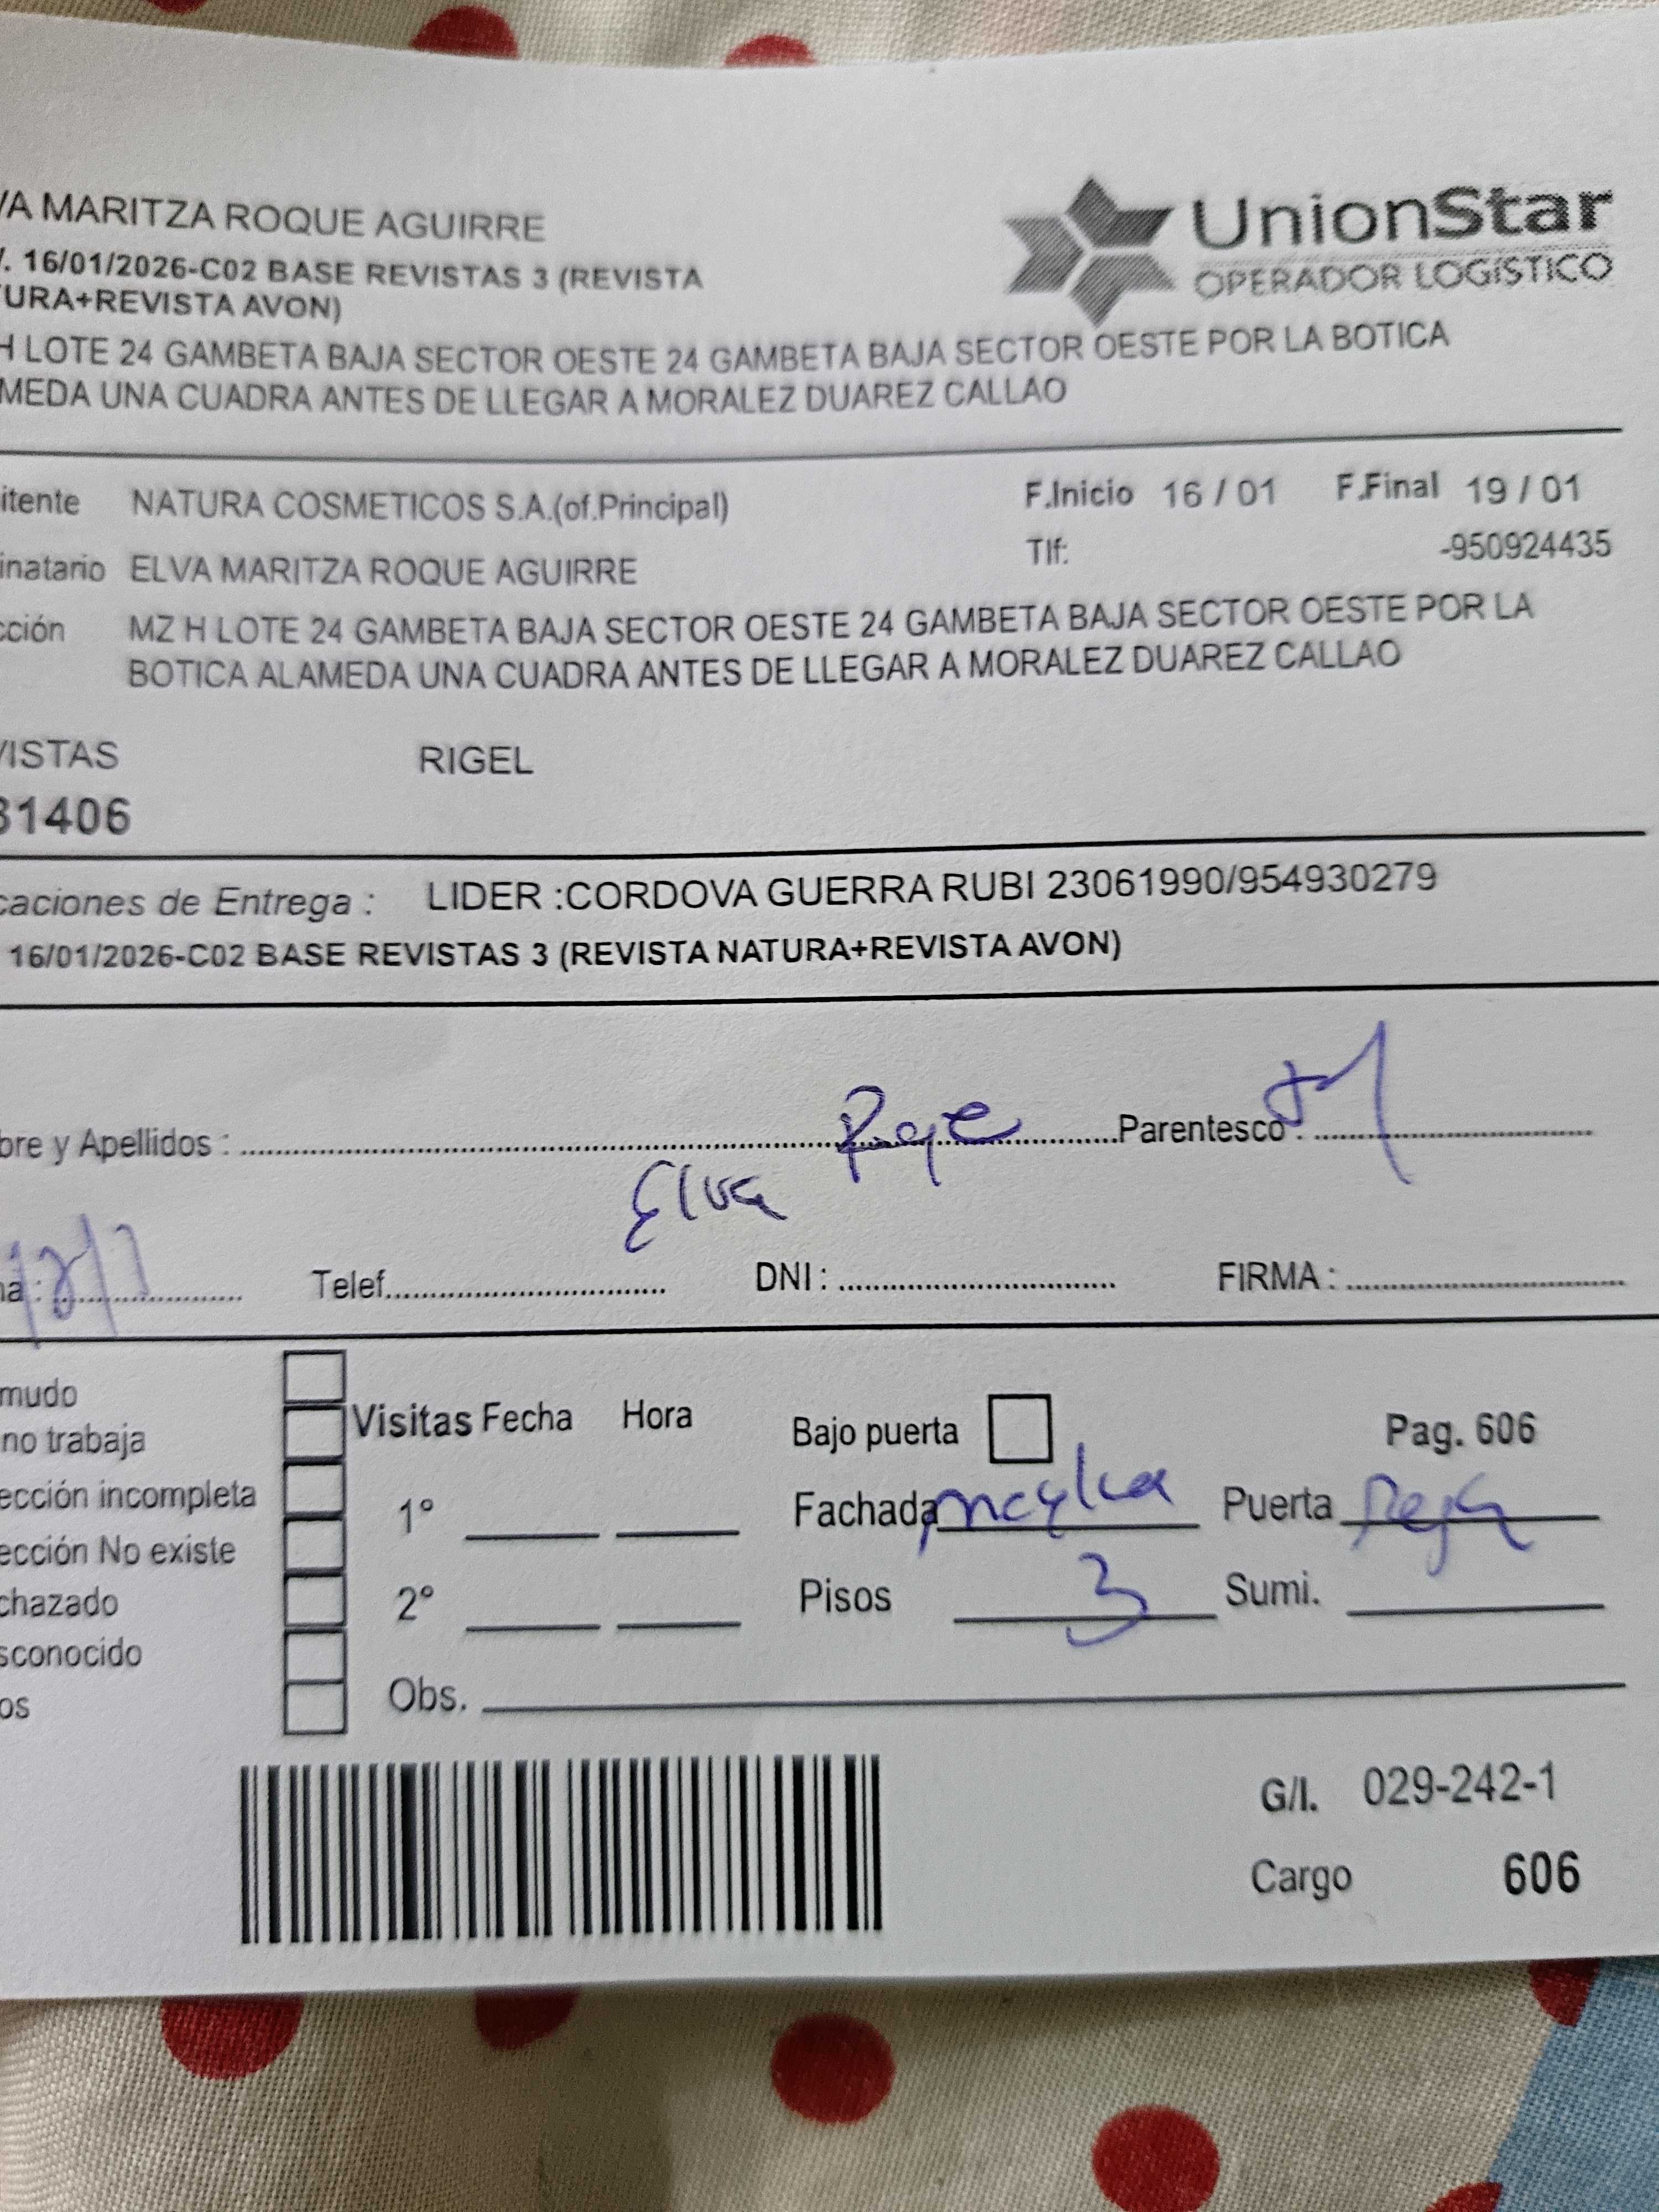 VA MARITZA ROQUE AGUIRRE
UnionStar
OPERADOR LOGÍSTICO
. 16/01/2026-C02 BASE REVISTAS 3 (REVISTA
URA+REVISTA AVON)
H LOTE 24 GAMBETA BAJA SECTOR OESTE 24 GAMBETA BAJA SECTOR OESTE POR LA BOTICA
MEDA UNA CUADRA ANTES DE LLEGAR A MORALEZ DUAREZ CALLAO
itente NATURA COSMETICOS S.A.(of.Principal) F.Inicio 16 / 01 F.Final 19 / 01
inatario ELVA MARITZA ROQUE AGUIRRE Tlf: -950924435
cción MZ H LOTE 24 GAMBETA BAJA SECTOR OESTE 24 GAMBETA BAJA SECTOR OESTE POR LA
BOTICA ALAMEDA UNA CUADRA ANTES DE LLEGAR A MORALEZ DUAREZ CALLAO
VISTAS RIGEL
31406
caciones de Entrega : LIDER :CORDOVA GUERRA RUBI 23061990/954930279
16/01/2026-C02 BASE REVISTAS 3 (REVISTA NATURA+REVISTA AVON)
bre y Apellidos : Parentesco :
Elva
na : Telef. DNI : FIRMA :
mudo
no trabaja
ección incompleta
ección No existe
chazado
sconocido
os
Visitas Fecha Hora
1°
2°
Obs.
Bajo puerta Pag. 606
Fachada Puerta Reja
Pisos 3 Sumi.
G/I. 029-242-1
Cargo 606